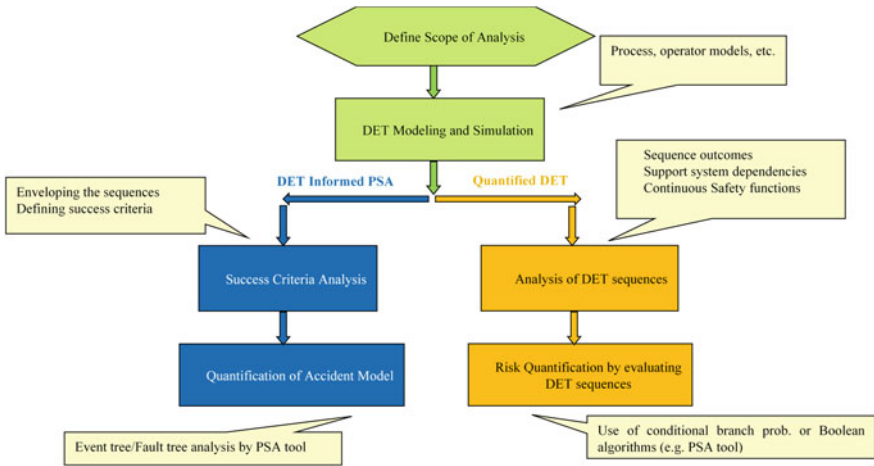 Define Scope of Analysis
Process, operator models, etc.
DET Modeling and Simulation
Sequence outcomes
Support system dependencies
Continuous Safety functions
DET Informed PSA
Quantified DET
Enveloping the sequences
Defining success criteria
Success Criteria Analysis
Analysis of DET sequences
Quantification of Accident Model
Risk Quantification by evaluating
DET sequences
Event tree/Fault tree analysis by PSA tool
Use of conditional branch prob. or Boolean
algorithms (e.g. PSA tool)